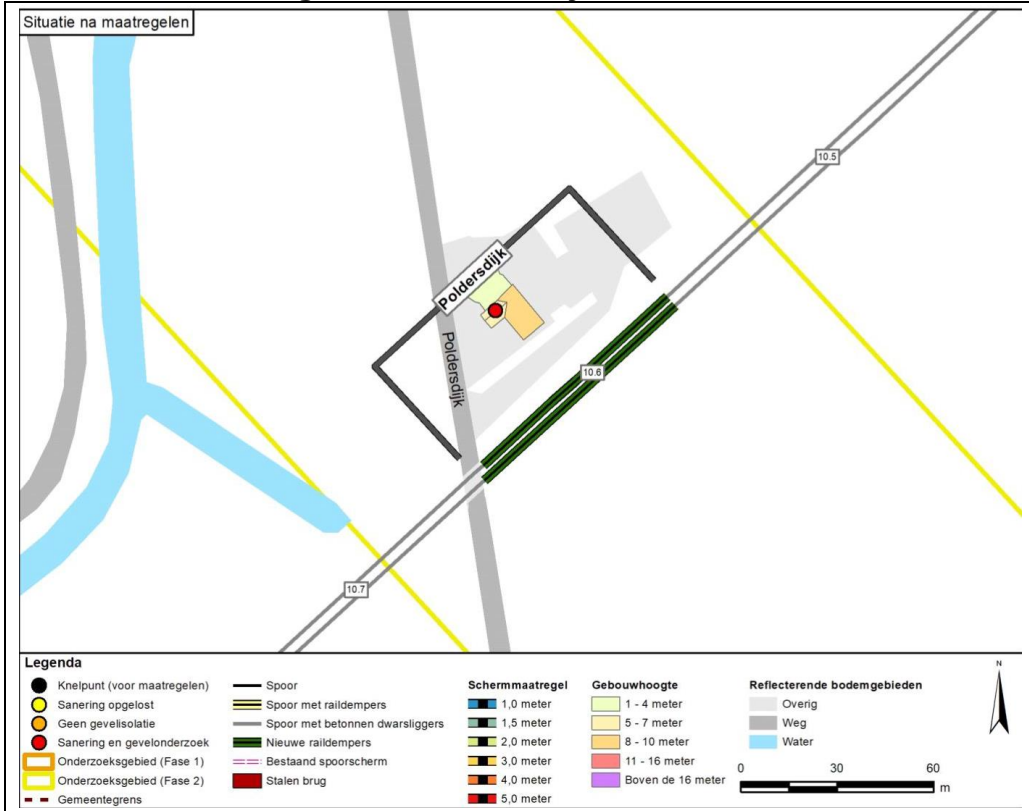 Situatie na maatregelen
10.5
Poldersdijk
Poldersdijk
10.6
10.7
Legenda
Knelpunt (voor maatregelen)
Sanering opgelost
Geen gevelisolatie
Sanering en gevelonderzoek
Onderzoeksgebied (Fase 1)
Onderzoeksgebied (Fase 2)
Gemeentegrens
Spoor
Spoor met raildempers
Spoor met betonnen dwarsliggers
Nieuwe raildempers
Bestaand spoorscherm
Stalen brug
Schermmaatregel
1,0 meter
1,5 meter
2,0 meter
3,0 meter
4,0 meter
5,0 meter
Gebouwhoogte
1 - 4 meter
5 - 7 meter
8 - 10 meter
11 - 16 meter
Boven de 16 meter
Reflecterende bodemgebieden
Overig
Weg
Water
N
0 30 60
m